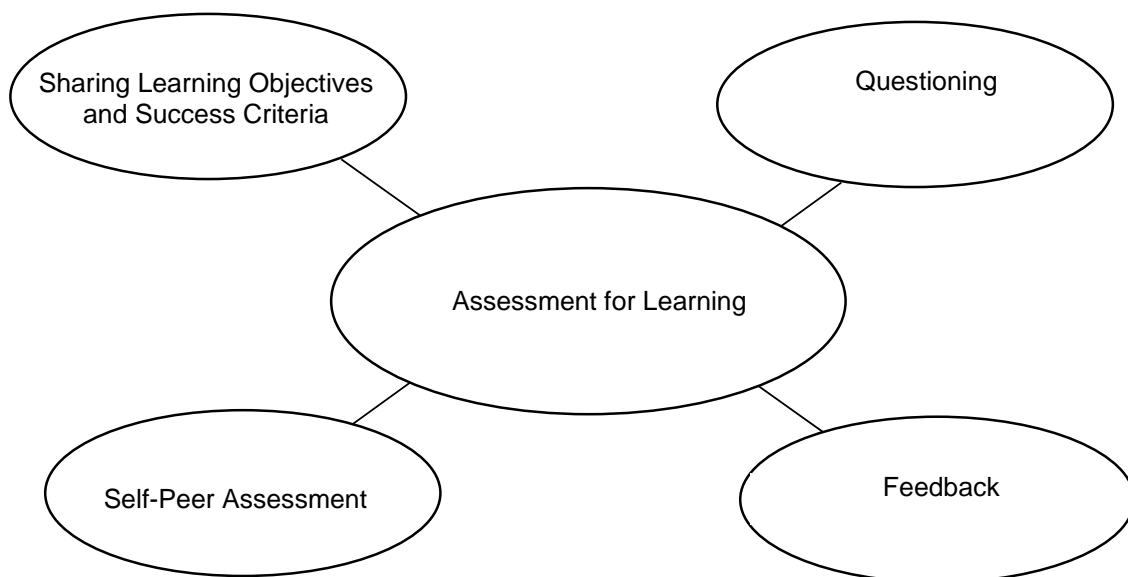 Sharing Learning Objectives
and Success Criteria
Questioning
Assessment for Learning
Self-Peer Assessment
Feedback